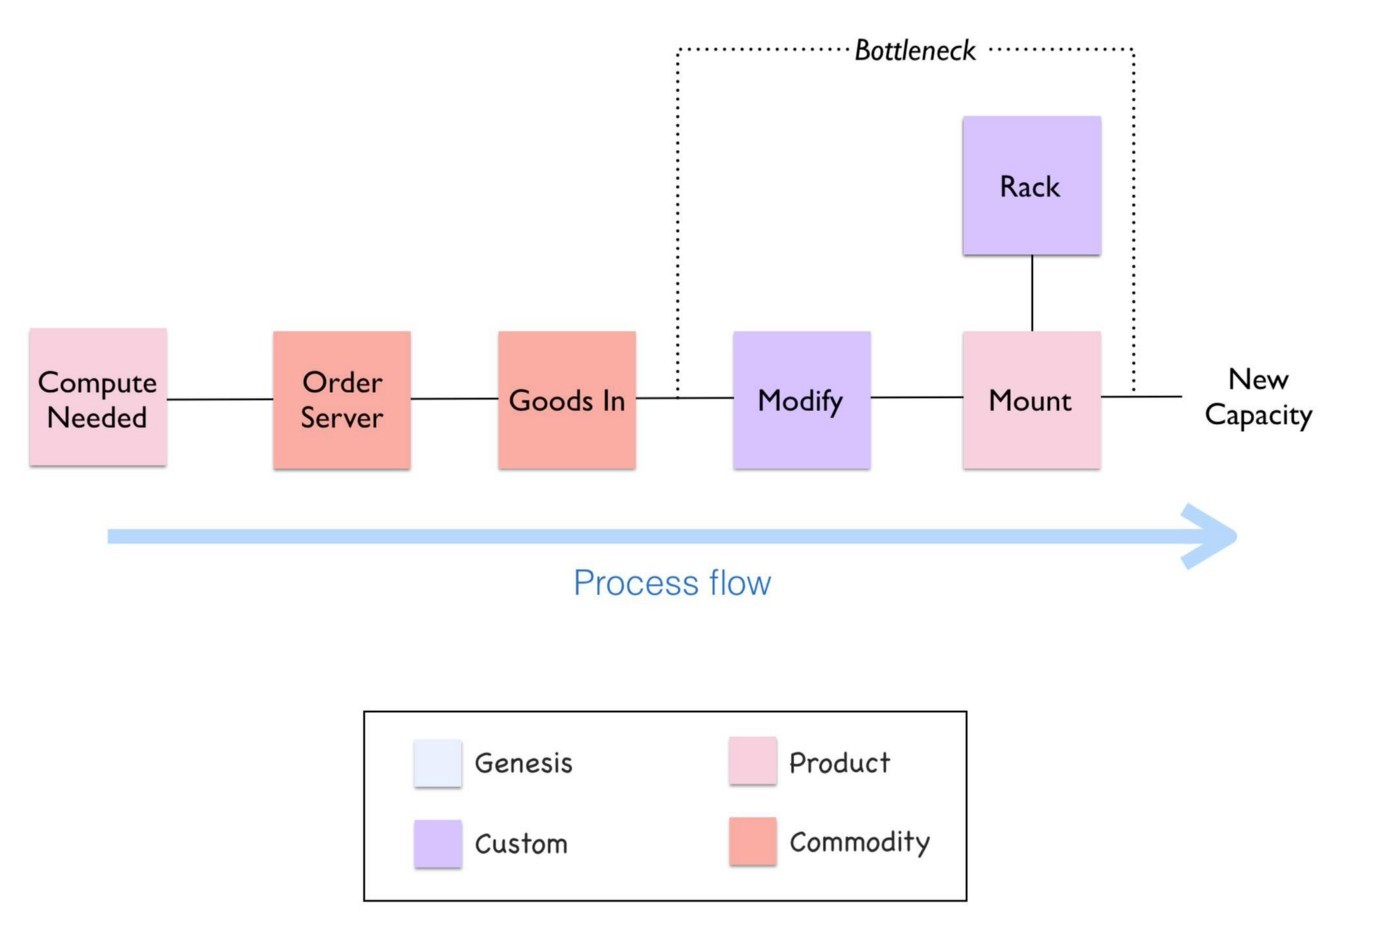 Bottleneck
Rack
Compute
Needed
Order
Server
Goods In
Modify
Mount
New
Capacity
Process flow
Genesis
Product
Custom
Commodity